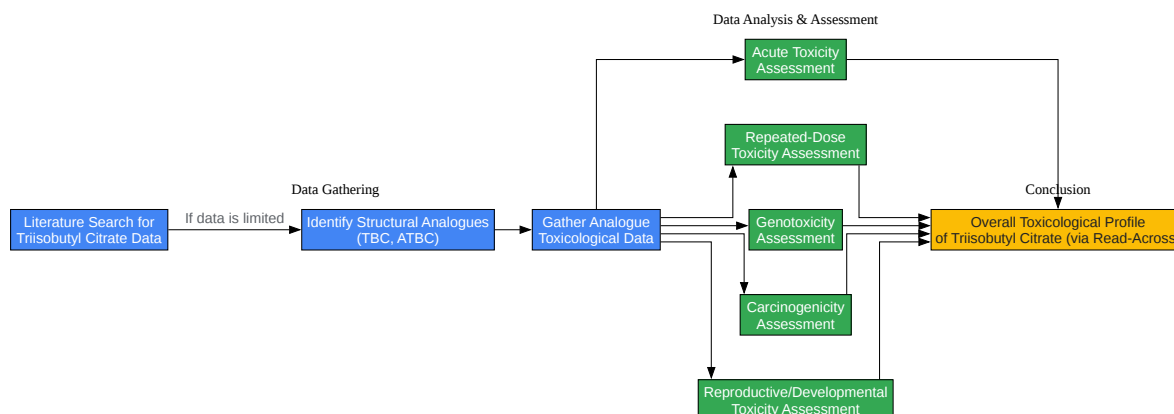 Data Analysis & Assessment
Acute Toxicity
Assessment
Repeated-Dose
Toxicity Assessment
Data Gathering
Conclusion
Literature Search for
Triisobutyl Citrate Data
If data is limited
Identify Structural Analogues
(TBC, ATBC)
Gather Analogue
Toxicological Data
Genotoxicity
Assessment
Overall Toxicological Profile
of Triisobutyl Citrate (via Read-Across
Carcinogenicity
Assessment
Reproductive/Developmental
Toxicity Assessment